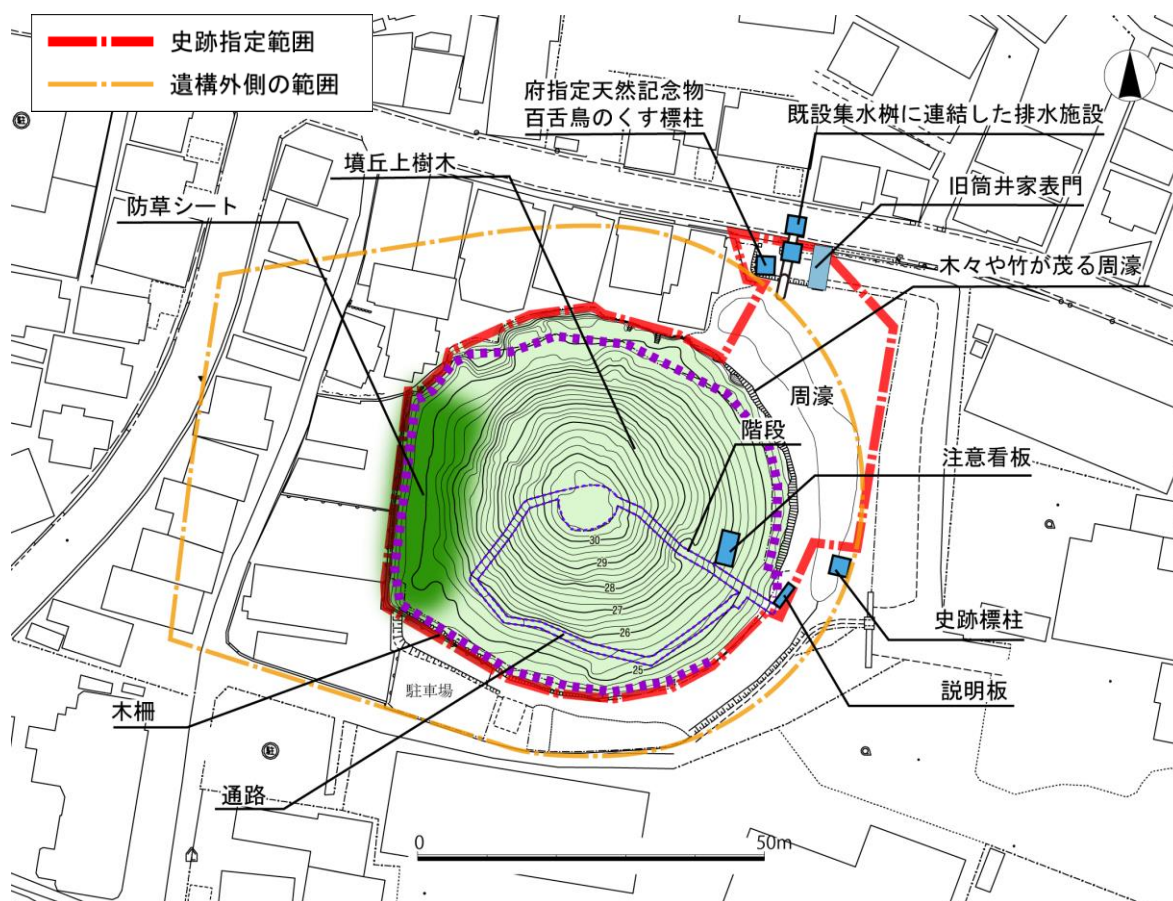 史跡指定範囲
遺構外側の範囲
府指定天然記念物
百舌鳥のくす標柱
既設集水桝に連結した排水施設
墳丘上樹木
旧筒井家表門
防草シート
木々や竹が茂る周濠
周濠
階段
注意看板
30
29
28
27
26
25
史跡標柱
説明板
駐車場
木柵
通路
0
50m
駐
駐